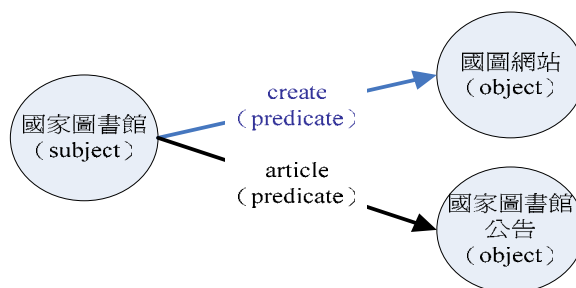 國家圖書館
（subject）
create
（predicate）
國圖網站
（object）
article
（predicate）
國家圖書館
公告
（object）